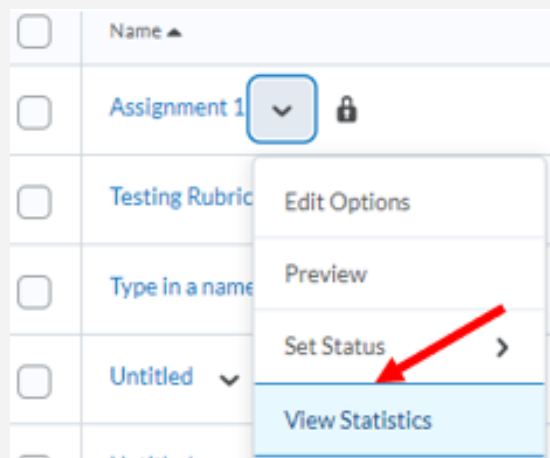 Name
Assignment 1
Testing Rubric
Edit Options
Preview
Type in a name
Set Status
Untitled
View Statistics